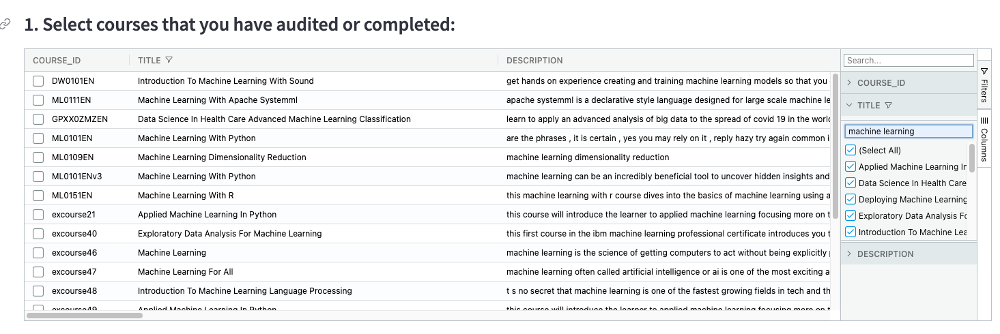 1. Select courses that you have audited or completed:
COURSE_ID TITLE DESCRIPTION
DW0101EN Introduction To Machine Learning With Sound get hands on experience creating and training machine learning models so that you
ML0111EN Machine Learning With Apache Systemml apache systemml is a declarative style language designed for large scale machine le
GPXX0ZMZEN Data Science In Health Care Advanced Machine Learning Classification learn to apply an advanced analysis of big data to the spread of covid 19 in the world
ML0101EN Machine Learning With Python are the phrases , it is certain , yes you may rely on it , reply hazy try again common i
ML0109EN Machine Learning Dimensionality Reduction machine learning dimensionality reduction
ML0101ENv3 Machine Learning With Python machine learning can be an incredibly beneficial tool to uncover hidden insights and
ML0151EN Machine Learning With R this machine learning with r course dives into the basics of machine learning using a
excourse21 Applied Machine Learning In Python this course will introduce the learner to applied machine learning focusing more on t
excourse40 Exploratory Data Analysis For Machine Learning this first course in the ibm machine learning professional certificate introduces you t
excourse46 Machine Learning machine learning is the science of getting computers to act without being explicitly p
excourse47 Machine Learning For All machine learning often called artificial intelligence or ai is one of the most exciting a
excourse48 Introduction To Machine Learning Language Processing t s no secret that machine learning is one of the fastest growing fields in tech and th
excourse49 Applied Machine Learning In Python this course will introduce the learner to applied machine learning focusing more on t
Search...
COURSE_ID
TITLE
machine learning
(Select All)
Applied Machine Learning In
Data Science In Health Care
Deploying Machine Learning
Exploratory Data Analysis Fo
Introduction To Machine Lea
DESCRIPTION
Filters
Columns